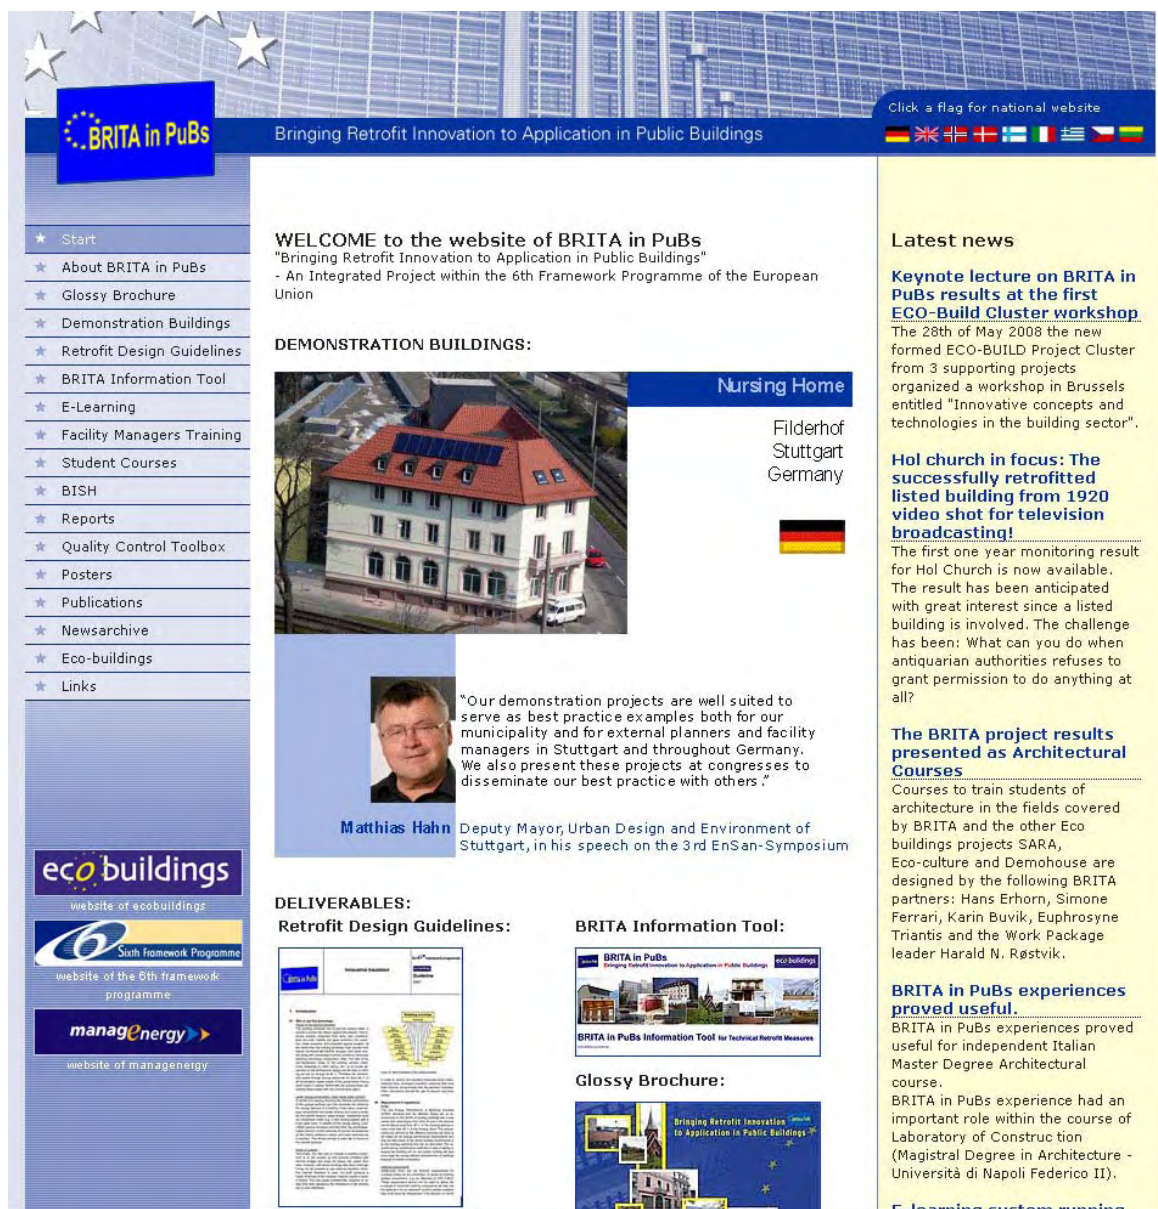 Click a flag for national website
BRITA in PuBs
Bringing Retrofit Innovation to Application in Public Buildings
Start
About BRITA in PuBs
Glossy Brochure
Demonstration Buildings
Retrofit Design Guidelines
BRITA Information Tool
E-Learning
Facility Managers Training
Student Courses
BISH
Reports
Quality Control Toolbox
Posters
Publications
Newsarchive
Eco-buildings
Links
eco buildings
website of ecobuildings
6 Sixth Framework Programme
website of the 6th framework
programme
managenergy
website of managenergy
WELCOME to the website of BRITA in PuBs
"Bringing Retrofit Innovation to Application in Public Buildings"
- An Integrated Project within the 6th Framework Programme of the European
Union
DEMONSTRATION BUILDINGS:
Nursing Home
Filderhof
Stuttgart
Germany
"Our demonstration projects are well suited to
serve as best practice examples both for our
municipality and for external planners and facility
managers in Stuttgart and throughout Germany.
We also present these projects at congresses to
disseminate our best practice with others."
Matthias Hahn Deputy Mayor, Urban Design and Environment of
Stuttgart, in his speech on the 3rd EnSan-Symposium
DELIVERABLES:
Retrofit Design Guidelines:
BRITA Information Tool:
BRITA in PuBs
Bringing Retrofit Innovation to Application in Public Buildings
eco buildings
BRITA in PuBs Information Tool for Technical Retrofit Measures
Glossy Brochure:
Bringing Retrofit Innovation
to Application in Public Buildings
Latest news
Keynote lecture on BRITA in
PuBs results at the first
ECO-Build Cluster workshop
The 28th of May 2008 the new
formed ECO-BUILD Project Cluster
from 3 supporting projects
organized a workshop in Brussels
entitled "Innovative concepts and
technologies in the building sector".
Hol church in focus: The
successfully retrofitted
listed building from 1920
video shot for television
broadcasting!
The first one year monitoring result
for Hol Church is now available.
The result has been anticipated
with great interest since a listed
building is involved. The challenge
has been: What can you do when
antiquarian authorities refuses to
grant permission to do anything at
all?
The BRITA project results
presented as Architectural
Courses
Courses to train students of
architecture in the fields covered
by BRITA and the other Eco
buildings projects SARA,
Eco-culture and Demohouse are
designed by the following BRITA
partners: Hans Erhorn, Simone
Ferrari, Karin Buvik, Euphrosyne
Triantis and the Work Package
leader Harald N. Røstvik.
BRITA in PuBs experiences
proved useful.
BRITA in PuBs experiences proved
useful for independent Italian
Master Degree Architectural
course.
BRITA in PuBs experience had an
important role within the course of
Laboratory of Construc tion
(Magistral Degree in Architecture -
Università di Napoli Federico II).
E-learning system running